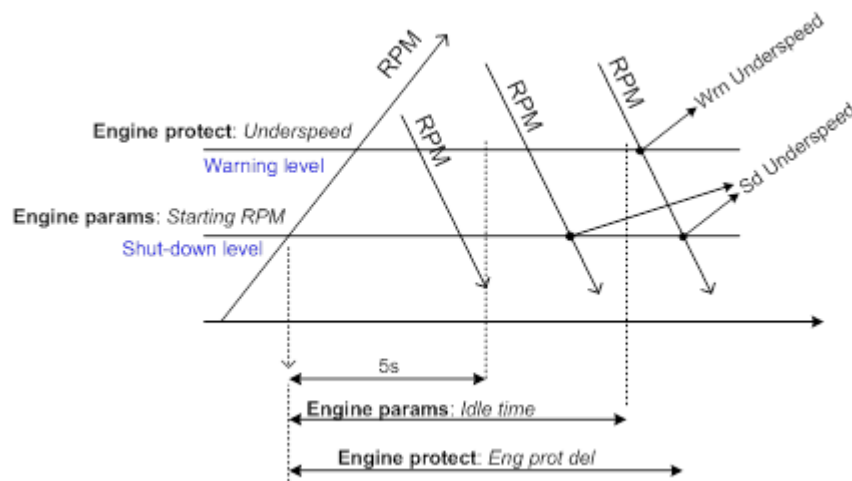 RPM
RPM
RPM
RPM
Wrn Underspeed
Engine protect: Underspeed
Warning level
Sd Underspeed
Engine params: Starting RPM
Shut-down level
5s
Engine params: Idle time
Engine protect: Eng prot del